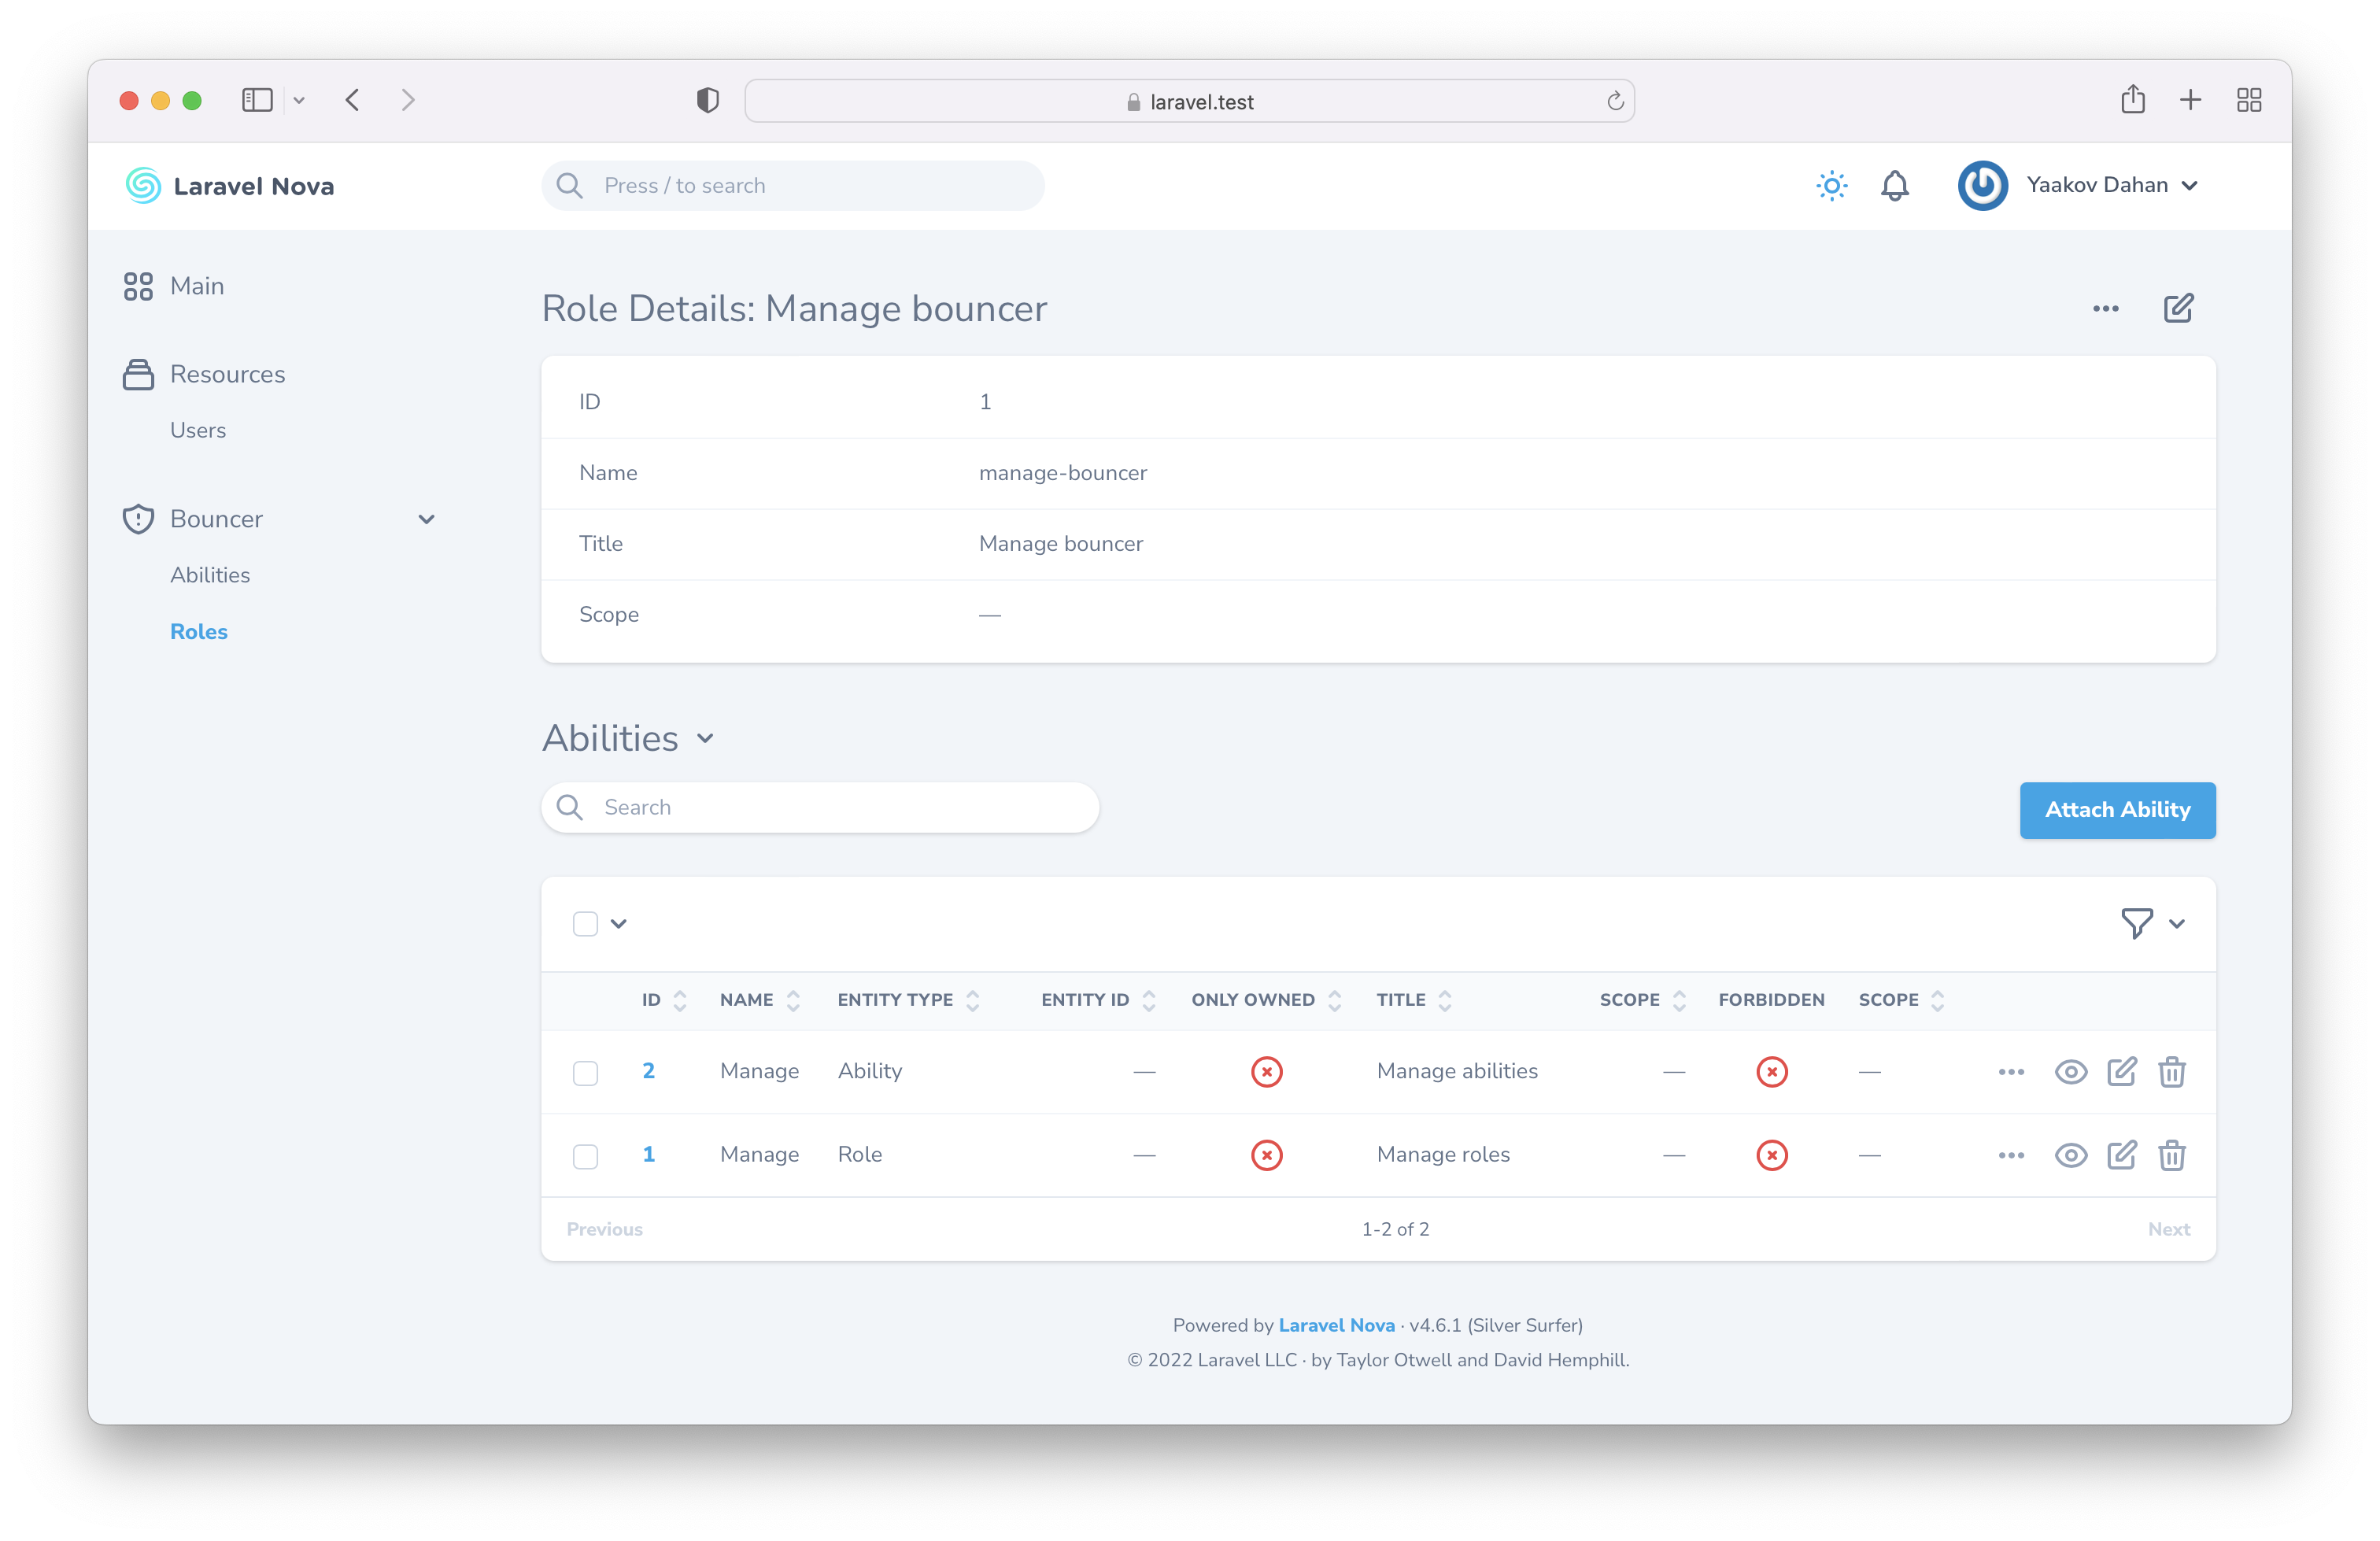 laravel.test
Laravel Nova
Press / to search
Yaakov Dahan
Main
Resources
Users
Bouncer
Abilities
Roles
Role Details: Manage bouncer
ID 1
Name manage-bouncer
Title Manage bouncer
Scope —
Abilities
Search
Attach Ability
ID NAME ENTITY TYPE ENTITY ID ONLY OWNED TITLE SCOPE FORBIDDEN SCOPE
2 Manage Ability — Manage abilities — —
1 Manage Role — Manage roles — —
Previous 1-2 of 2 Next
Powered by Laravel Nova · v4.6.1 (Silver Surfer)
© 2022 Laravel LLC · by Taylor Otwell and David Hemphill.